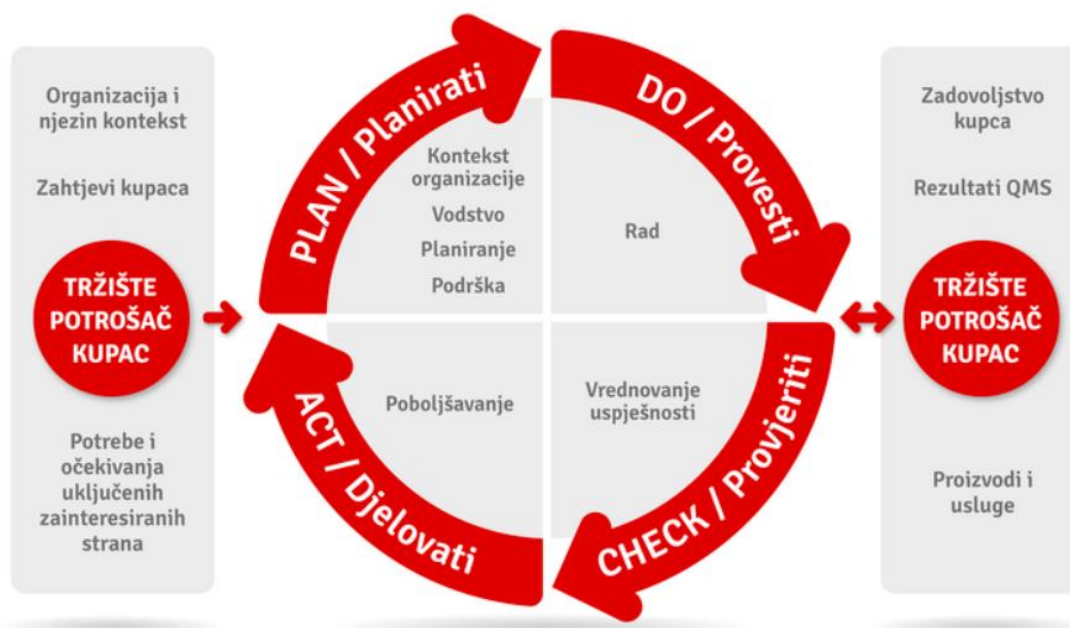 Organizacija i
njezin kontekst
Zahtjevi kupaca
TRŽIŠTE
POTROŠAČ
KUPAC
Potrebe i
očekivanja
uključenih
zainteresiranih
strana
PLAN / Planirati
Kontekst
organizacije
Vodstvo
Planiranje
Podrška
DO / Provesti
Rad
CHECK / Provjeriti
Vrednovanje
uspješnosti
ACT / Djelovati
Poboljšavanje
Zadovoljstvo
kupca
Rezultati QMS
TRŽIŠTE
POTROŠAČ
KUPAC
Proizvodi i
usluge